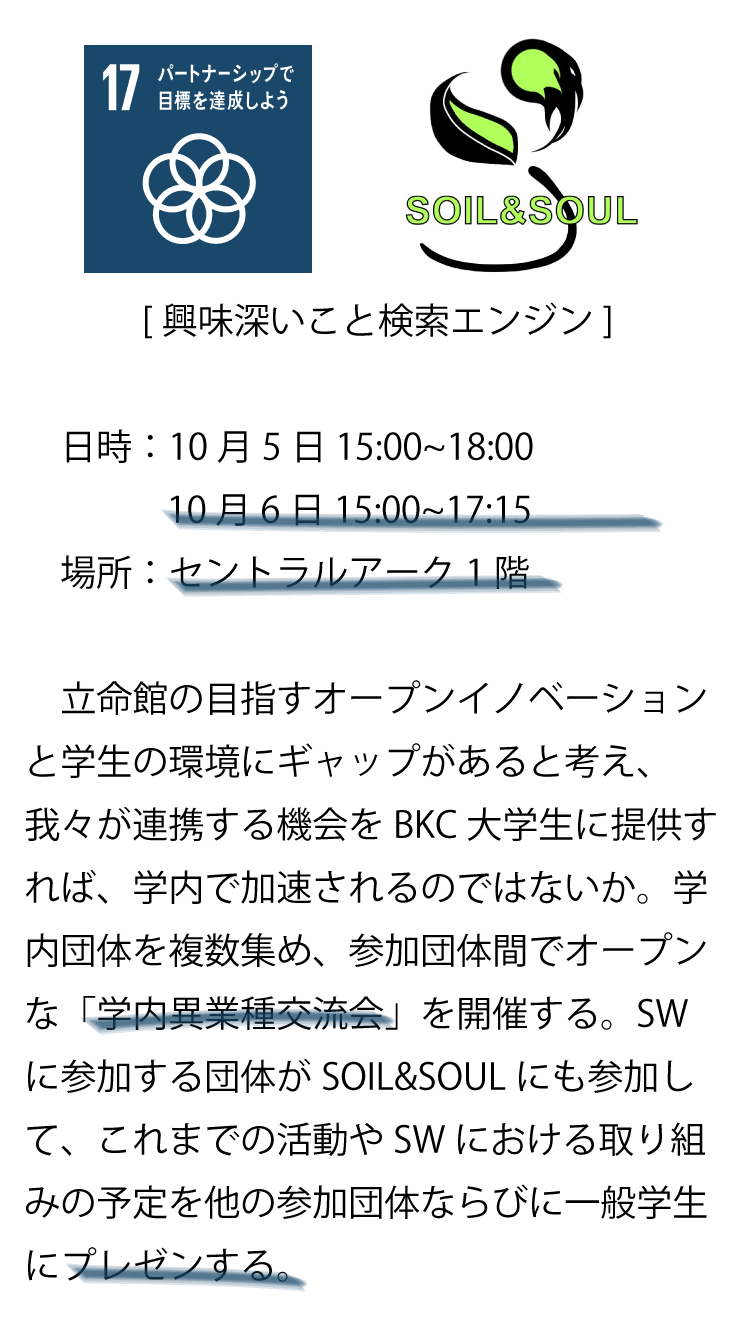 17 パートナーシップで
目標を達成しよう
SOIL&SOUL
[ 興味深いこと検索エンジン ]
日時：10 月 5 日 15:00~18:00
10 月 6 日 15:00~17:15
場所：セントラルアーク 1 階
立命館の目指すオープンイノベーション
と学生の環境にギャップがあると考え、
我々が連携する機会を BKC 大学生に提供す
れば、学内で加速されるのではないか。学
内団体を複数集め、参加団体間でオープン
な「学内異業種交流会」を開催する。SW
に参加する団体が SOIL&SOUL にも参加し
て、これまでの活動や SW における取り組
みの予定を他の参加団体ならびに一般学生
にプレゼンする。